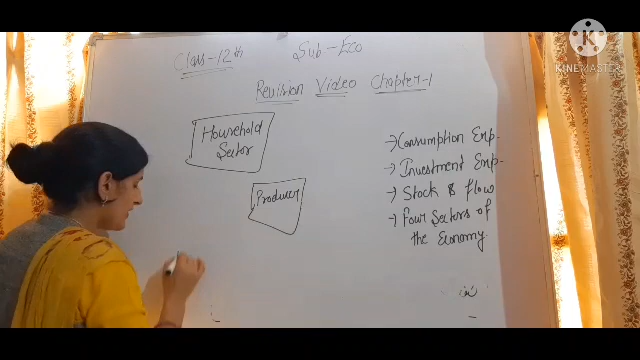 Class-12th
Sub-Eco
Revision Video Chapter-1
Household
Sector
Producer
→ Consumption Exp.
→ Investment Exp.
→ Stock & flow
→ Four Sectors of
the Economy.
KINEMASTER